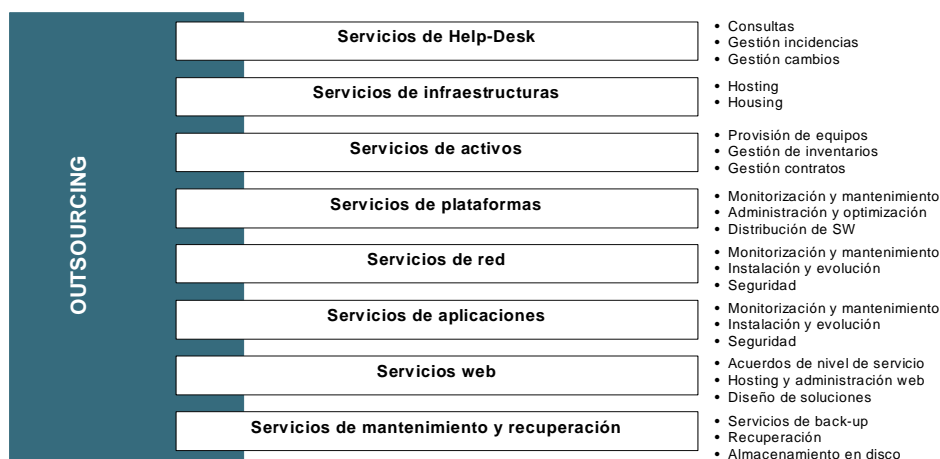 OUTSOURCING
Servicios de Help-Desk
• Consultas
• Gestión incidencias
• Gestión cambios
Servicios de infraestructuras
• Hosting
• Housing
Servicios de activos
• Provisión de equipos
• Gestión de inventarios
• Gestión contratos
Servicios de plataformas
• Monitorización y mantenimiento
• Administración y optimización
• Distribución de SW
Servicios de red
• Monitorización y mantenimiento
• Instalación y evolución
• Seguridad
Servicios de aplicaciones
• Monitorización y mantenimiento
• Instalación y evolución
• Seguridad
Servicios web
• Acuerdos de nivel de servicio
• Hosting y administración web
• Diseño de soluciones
Servicios de mantenimiento y recuperación
• Servicios de back-up
• Recuperación
• Almacenamiento en disco